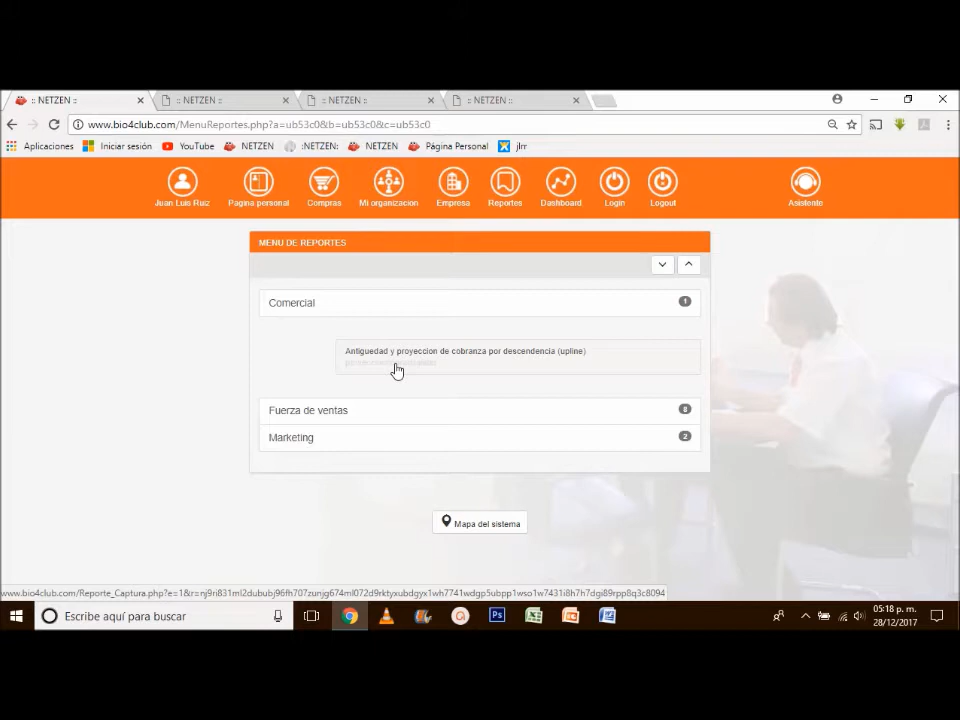 :: NETZEN :: :: NETZEN :: :: NETZEN :: :: NETZEN ::
www.bio4club.com/MenuReportes.php?a=ub53c0&b=ub53c0&c=ub53c0
Aplicaciones Iniciar sesión YouTube NETZEN :NETZEN: NETZEN Página Personal jlrr
Juan Luis Ruiz Pagina personal Compras Mi organizacion Empresa Reportes Dashboard Login Logout Asistente
MENU DE REPORTES
Comercial 1
Antiguedad y proyeccion de cobranza por descendencia (upline)
Fuerza de ventas 8
Marketing 2
Mapa del sistema
www.bio4club.com/Reporte_Captura.php?e=1&r=nj9ri831ml2dububj96fh707zunjg674ml072d9rktyxubdgyx1wh7741wdgp5ubpp1wso1w7431i8h7h7dgi89rpp8q3c8094
Escribe aquí para buscar
05:18 p. m.
28/12/2017